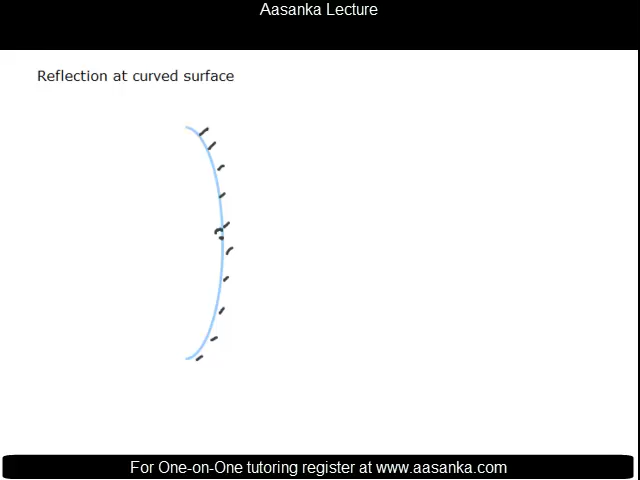 Aasanka Lecture
Reflection at curved surface
For One-on-One tutoring register at www.aasanka.com